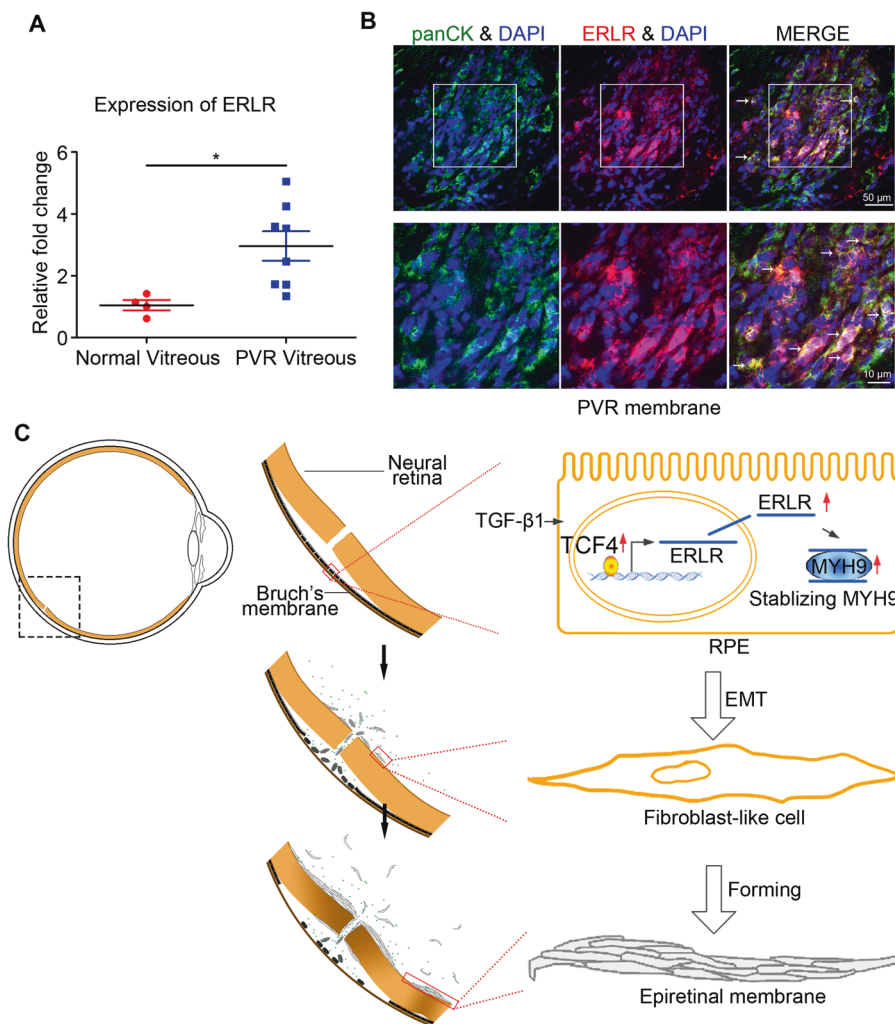 A
Expression of ERLR
*
Relative fold change
6
4
2
0
Normal Vitreous
PVR Vitreous
B
panCK & DAPI
ERLR & DAPI
MERGE
50 µm
10 µm
PVR membrane
C
Neural
retina
Bruch's
membrane
TGF-β1
TCF4
ERLR
ERLR
MYH9
Stablizing MYH9
RPE
EMT
Fibroblast-like cell
Forming
Epiretinal membrane